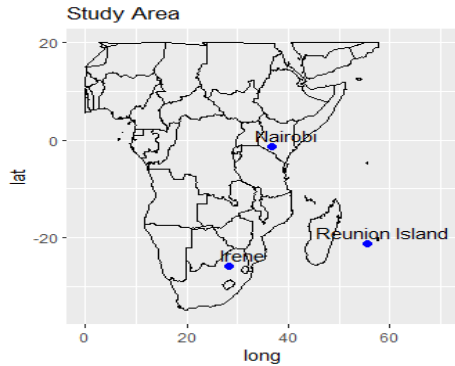 Study Area
20
Nairobi
0
lat
Reunion Island
-20
Irene
0 20 40 60
long